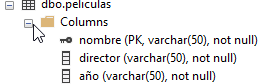 dbo.peliculas
Columns
nombre (PK, varchar(50), not null)
director (varchar(50), not null)
año (varchar(50), not null)